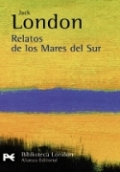 Jack
London
Relatos
de los Mares del Sur
Biblioteca London
Alianza Editorial